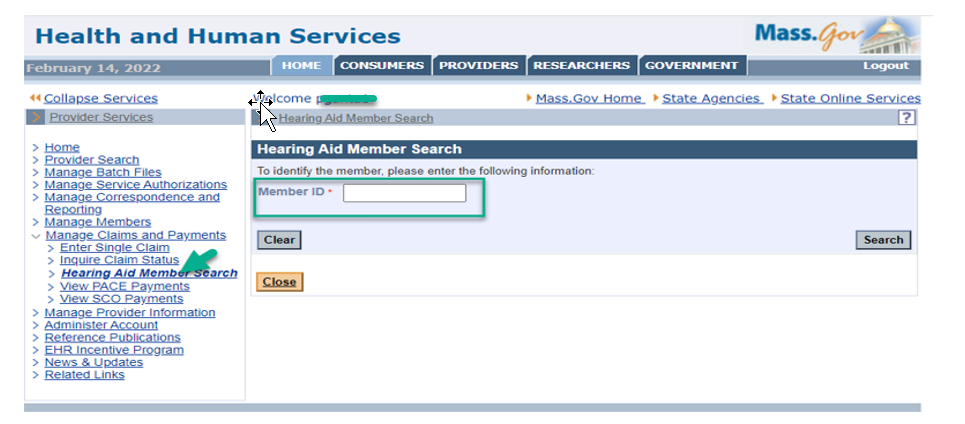 Health and Human Services
Mass.Gov
February 14, 2022
HOME CONSUMERS PROVIDERS RESEARCHERS GOVERNMENT
Logout
Collapse Services
Welcome
Mass.Gov Home State Agencies State Online Services
Provider Services
Hearing Aid Member Search
?
> Home
> Provider Search
> Manage Batch Files
> Manage Service Authorizations
> Manage Correspondence and
Reporting
> Manage Members
Manage Claims and Payments
> Enter Single Claim
> Inquire Claim Status
> Hearing Aid Member Search
> View PACE Payments
> View SCO Payments
> Manage Provider Information
> Administer Account
> Reference Publications
> EHR Incentive Program
> News & Updates
> Related Links
Hearing Aid Member Search
To identify the member, please enter the following information:
Member ID *
Clear
Search
Close